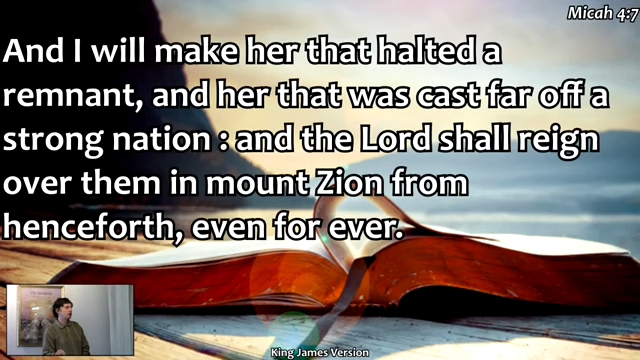 Micah 4:7
And I will make her that halted a
remnant, and her that was cast far off a
strong nation : and the Lord shall reign
over them in mount Zion from
henceforth, even for ever.
King James Version